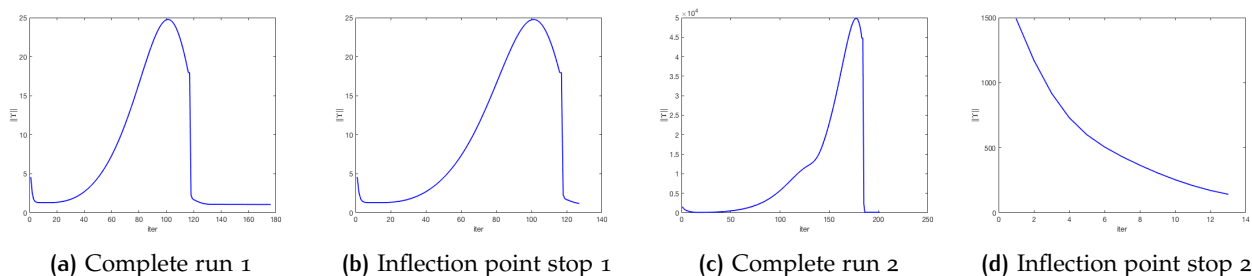 25
20
15
10
5
0
||Υ||
0 20 40 60 80 100 120 140 160 180
iter
(a) Complete run 1
25
20
15
10
5
0
||Υ||
0 20 40 60 80 100 120 140
iter
(b) Inflection point stop 1
×10⁴
5
4.5
4
3.5
3
2.5
2
1.5
1
0.5
0
||Υ||
0 50 100 150 200 250
iter
(c) Complete run 2
1500
1000
500
0
||Υ||
0 2 4 6 8 10 12 14
iter
(d) Inflection point stop 2